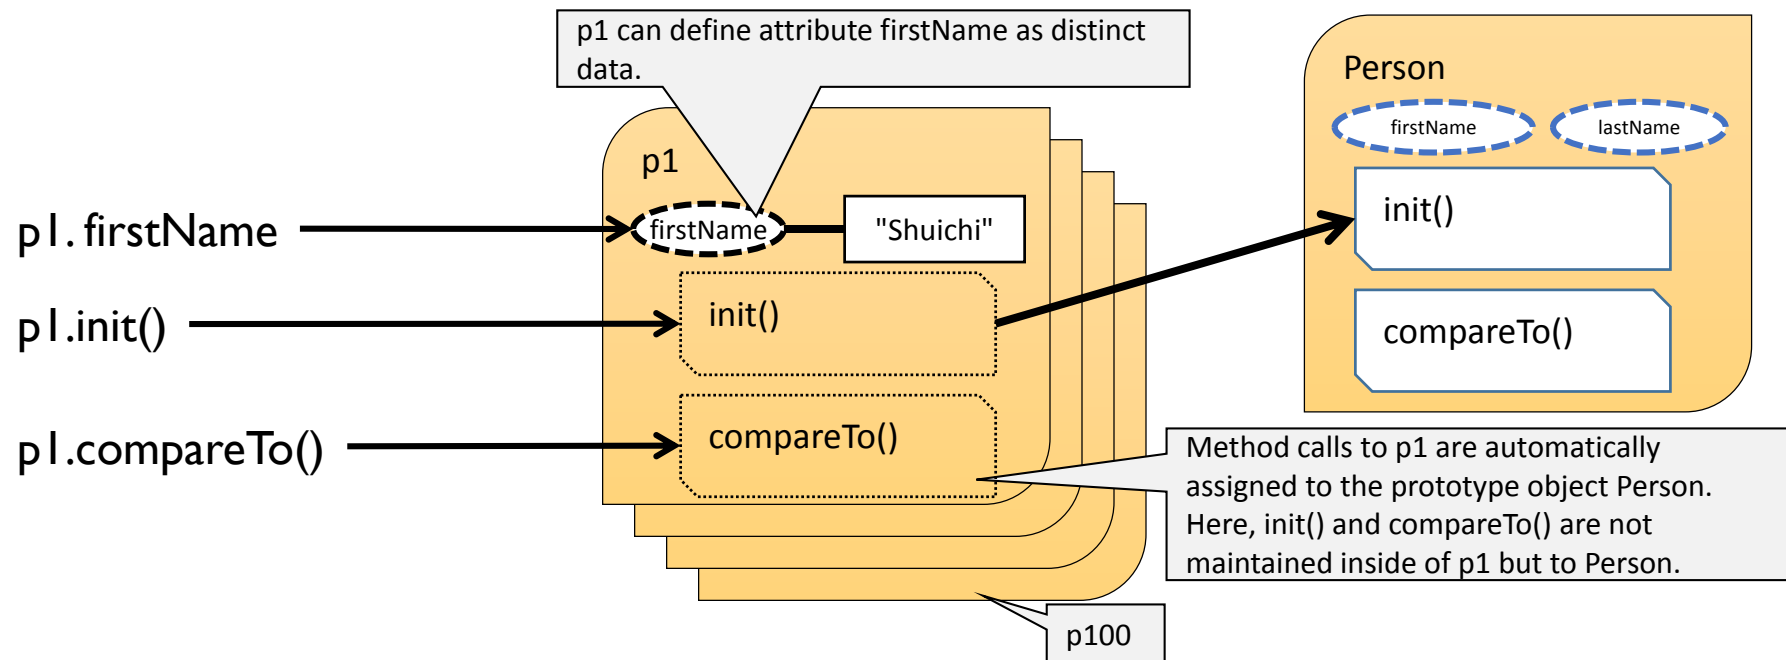 p1 can define attribute firstName as distinct
data.
Person
firstName
lastName
p1
init()
p1. firstName
firstName
"Shuichi"
p1.init()
init()
compareTo()
p1.compareTo()
compareTo()
Method calls to p1 are automatically
assigned to the prototype object Person.
Here, init() and compareTo() are not
maintained inside of p1 but to Person.
p100